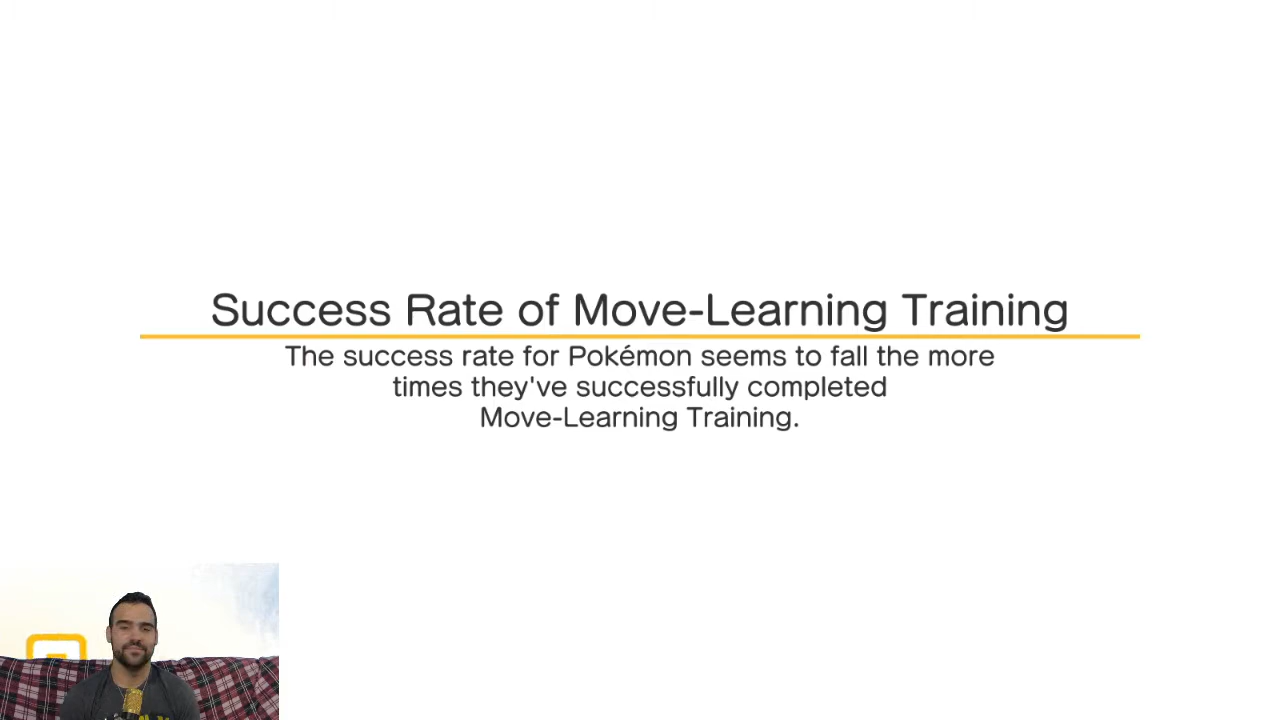 Success Rate of Move-Learning Training
The success rate for Pokémon seems to fall the more
times they've successfully completed
Move-Learning Training.